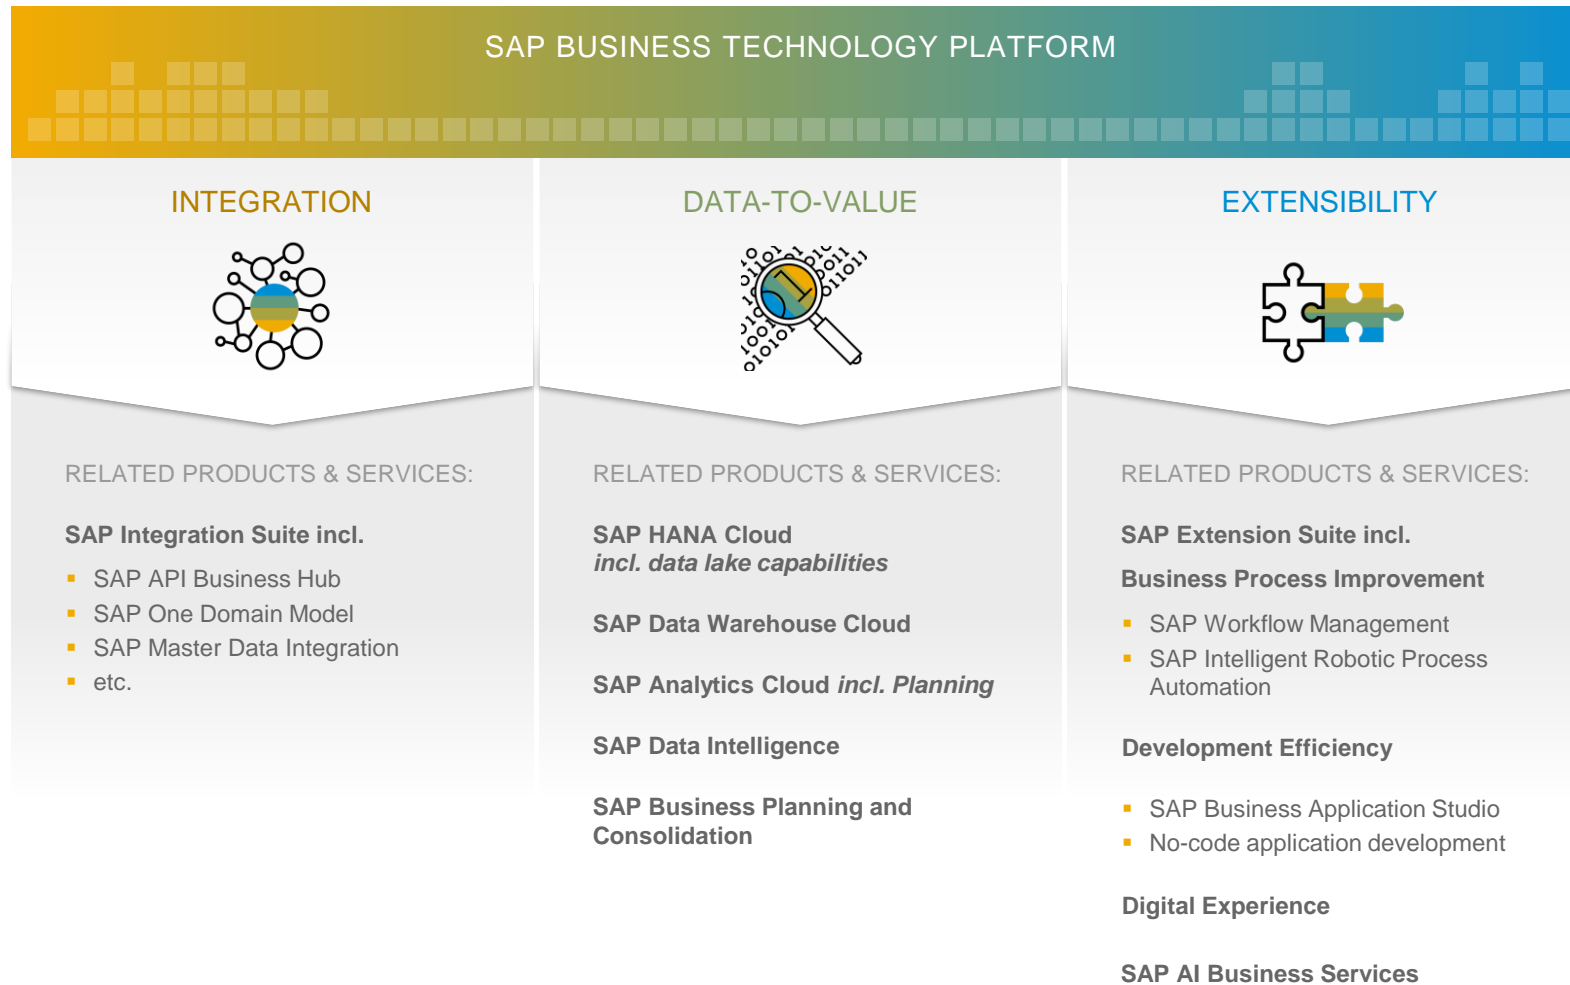 SAP BUSINESS TECHNOLOGY PLATFORM
INTEGRATION
RELATED PRODUCTS & SERVICES:
SAP Integration Suite incl.
▪ SAP API Business Hub
▪ SAP One Domain Model
▪ SAP Master Data Integration
▪ etc.
DATA-TO-VALUE
RELATED PRODUCTS & SERVICES:
SAP HANA Cloud
incl. data lake capabilities
SAP Data Warehouse Cloud
SAP Analytics Cloud incl. Planning
SAP Data Intelligence
SAP Business Planning and
Consolidation
EXTENSIBILITY
RELATED PRODUCTS & SERVICES:
SAP Extension Suite incl.
Business Process Improvement
▪ SAP Workflow Management
▪ SAP Intelligent Robotic Process
Automation
Development Efficiency
▪ SAP Business Application Studio
▪ No-code application development
Digital Experience
SAP AI Business Services